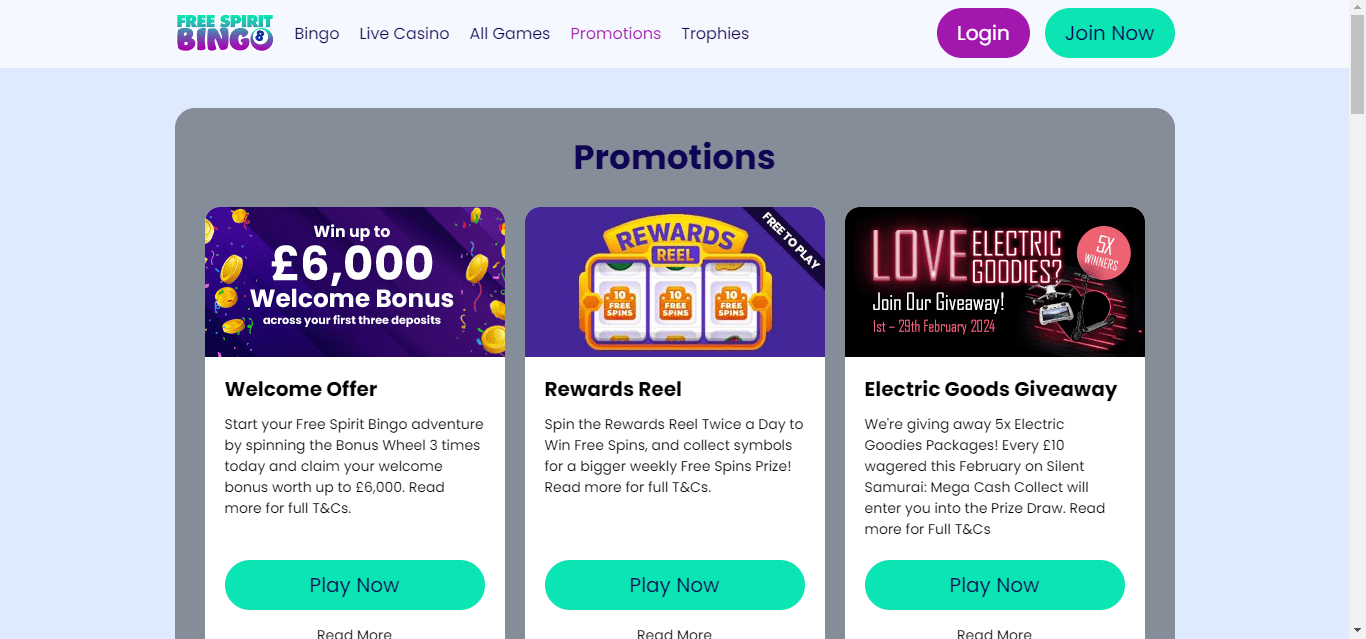 FREE SPIRIT
BINGO 8
Bingo
Live Casino
All Games
Promotions
Trophies
Login
Join Now
Promotions
Win up to
£6,000
Welcome Bonus
across your first three deposits
Welcome Offer
Start your Free Spirit Bingo adventure
by spinning the Bonus Wheel 3 times
today and claim your welcome
bonus worth up to £6,000. Read
more for full T&Cs.
Play Now
Read More
REWARDS
REEL
FREE TO PLAY
10
FREE
SPINS
10
FREE
SPINS
10
FREE
SPINS
Rewards Reel
Spin the Rewards Reel Twice a Day to
Win Free Spins, and collect symbols
for a bigger weekly Free Spins Prize!
Read more for full T&Cs.
Play Now
Read More
LOVE ELECTRIC
GOODIES?
5X
WINNERS
Join Our Giveaway!
1st – 29th February 2024
Electric Goods Giveaway
We're giving away 5x Electric
Goodies Packages! Every £10
wagered this February on Silent
Samurai: Mega Cash Collect will
enter you into the Prize Draw. Read
more for Full T&Cs
Play Now
Read More